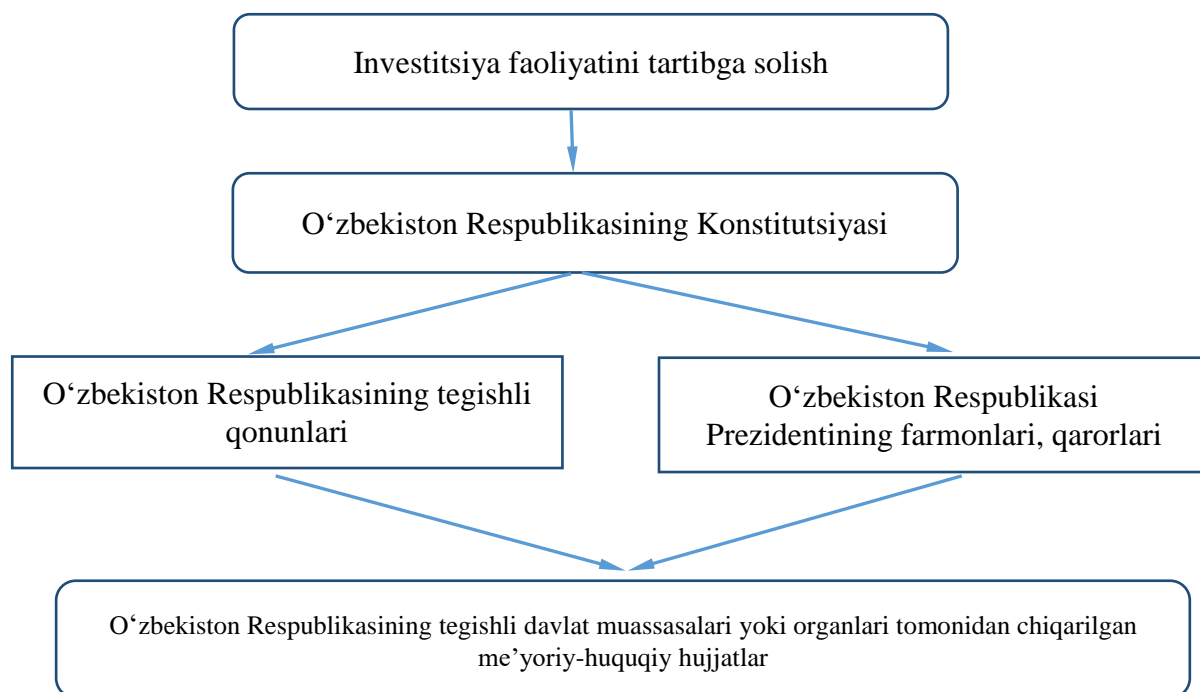 Investitsiya faoliyatini tartibga solish
O‘zbekiston Respublikasining Konstitutsiyasi
O‘zbekiston Respublikasining tegishli
qonunlari
O‘zbekiston Respublikasi
Prezidentining farmonlari, qarorlari
O‘zbekiston Respublikasining tegishli davlat muassasalari yoki organlari tomonidan chiqarilgan
me’yoriy-huquqiy hujjatlar